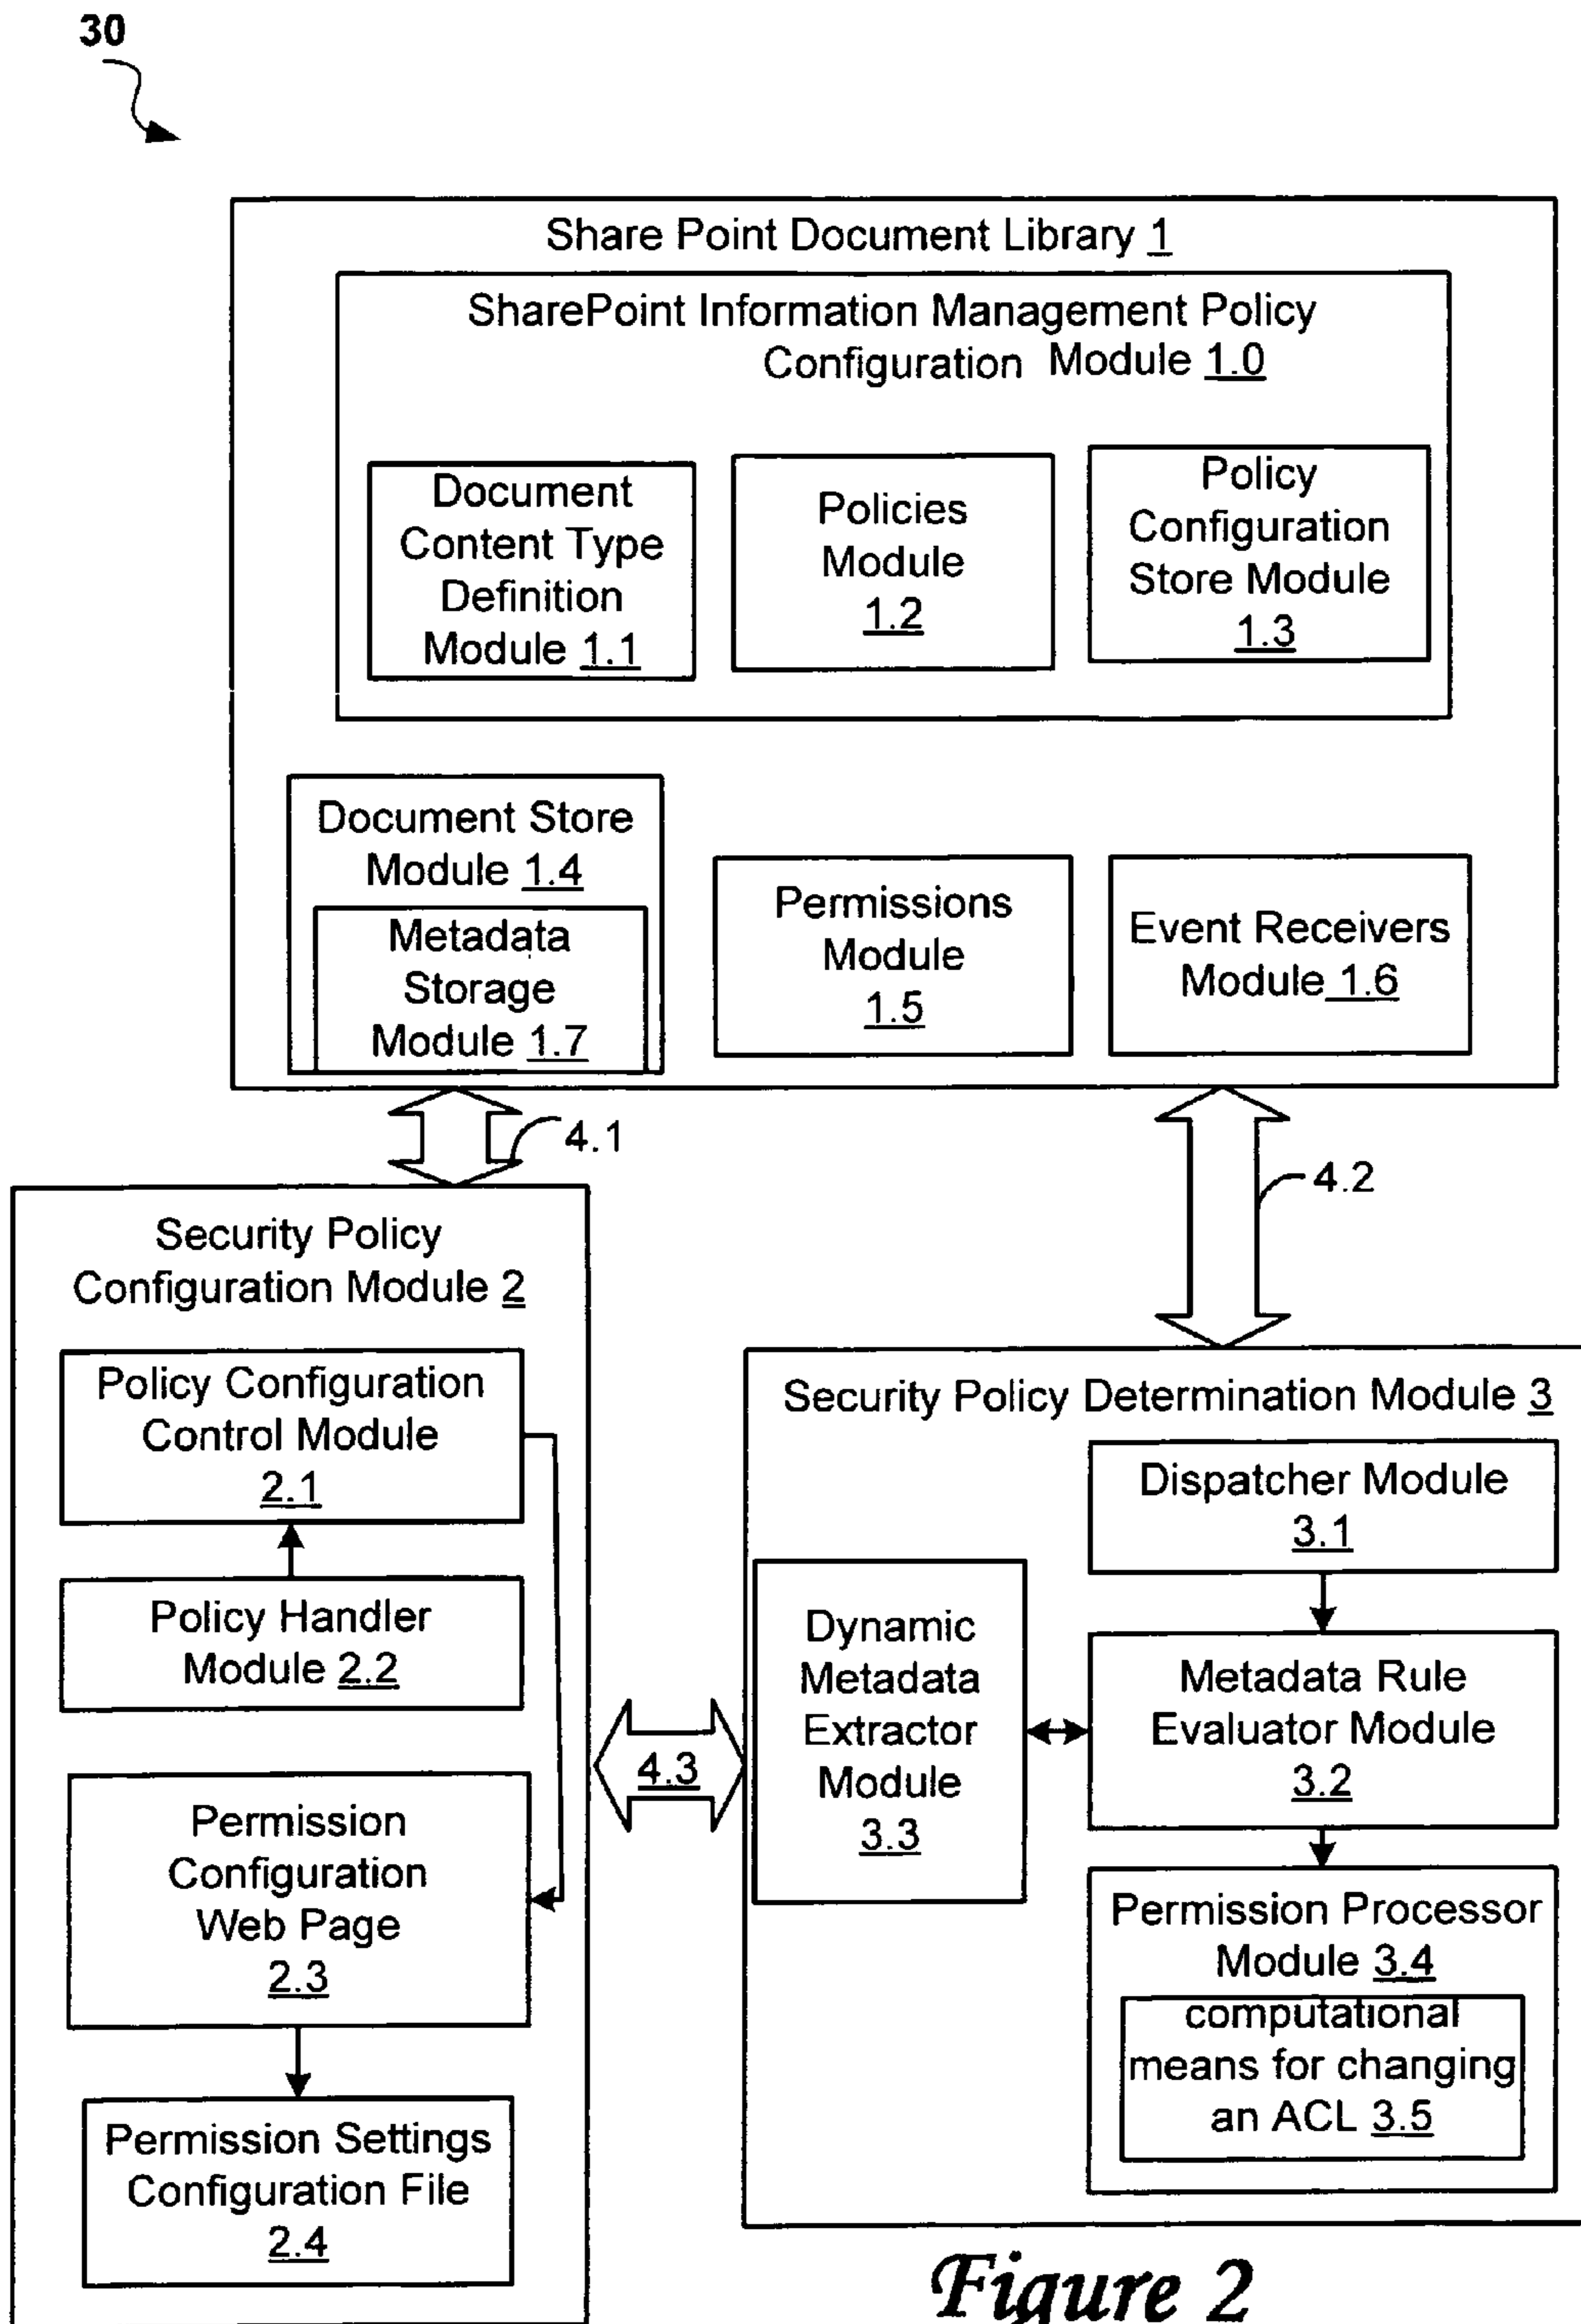 30
Share Point Document Library 1
SharePoint Information Management Policy
Configuration Module 1.0
Document
Content Type
Definition
Module 1.1
Policies
Module
1.2
Policy
Configuration
Store Module
1.3
Document Store
Module 1.4
Metadata
Storage
Module 1.7
Permissions
Module
1.5
Event Receivers
Module 1.6
4.1
4.2
Security Policy
Configuration Module 2
Policy Configuration
Control Module
2.1
Policy Handler
Module 2.2
Permission
Configuration
Web Page
2.3
Permission Settings
Configuration File
2.4
4.3
Security Policy Determination Module 3
Dispatcher Module
3.1
Dynamic
Metadata
Extractor
Module
3.3
Metadata Rule
Evaluator Module
3.2
Permission Processor
Module 3.4
computational
means for changing
an ACL 3.5
Figure 2